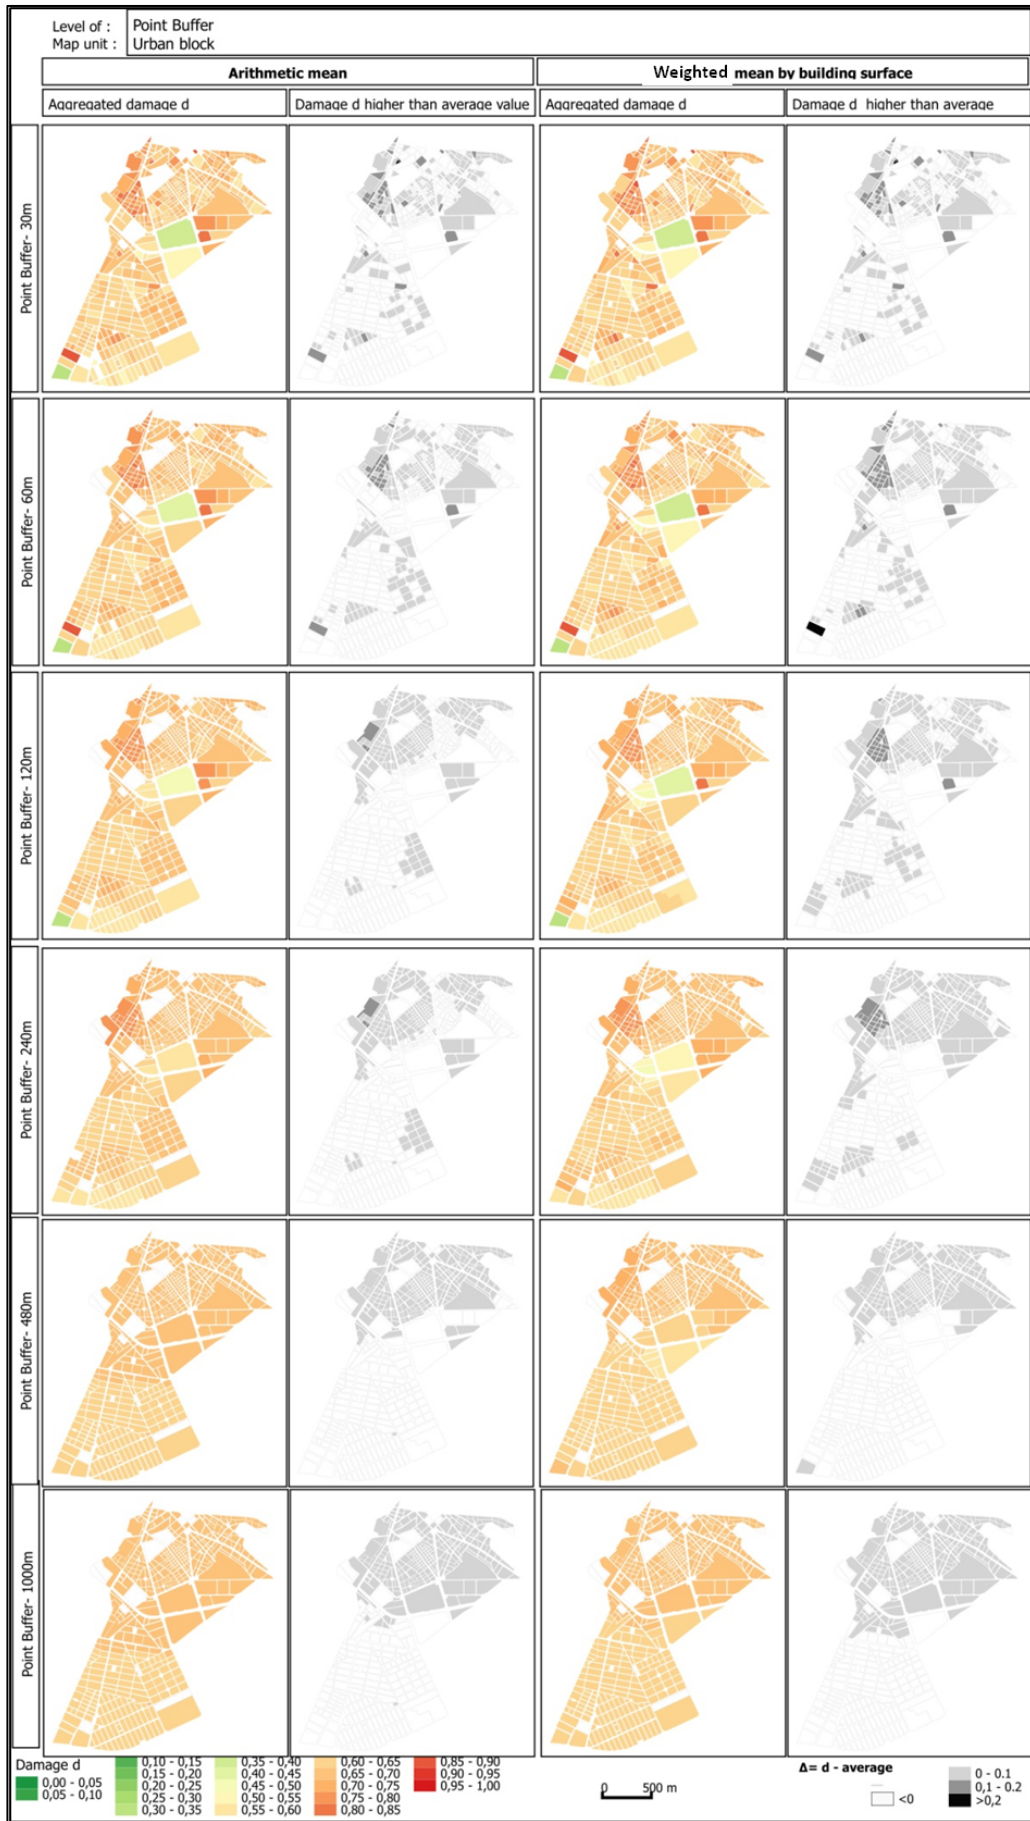 Level of :
Point Buffer
Map unit :
Urban block
Arithmetic mean
Weighted mean by building surface
Aggregated damage d
Damage d higher than average value
Aggregated damage d
Damage d higher than average
Point Buffer- 30m
Point Buffer- 60m
Point Buffer- 120m
Point Buffer- 240m
Point Buffer- 480m
Point Buffer- 1000m
Damage d
0,00 - 0,05
0,05 - 0,10
0,10 - 0,15
0,15 - 0,20
0,20 - 0,25
0,25 - 0,30
0,30 - 0,35
0,35 - 0,40
0,40 - 0,45
0,45 - 0,50
0,50 - 0,55
0,55 - 0,60
0,60 - 0,65
0,65 - 0,70
0,70 - 0,75
0,75 - 0,80
0,80 - 0,85
0,85 - 0,90
0,90 - 0,95
0,95 - 1,00
0 500 m
Δ= d - average
<0
0 - 0.1
0,1 - 0.2
>0,2